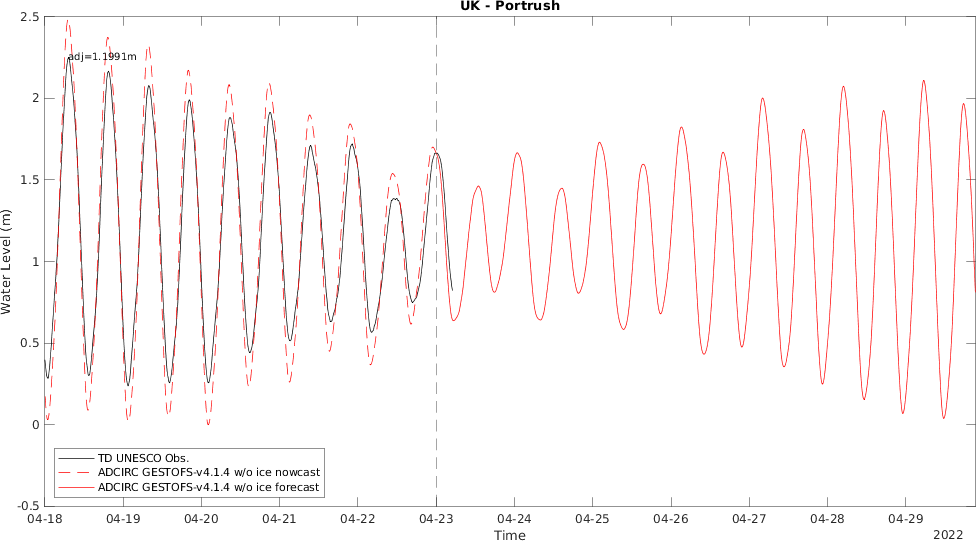 UK - Portrush
2.5
adj=1.1991m
2
1.5
1
0.5
0
-0.5
Water Level (m)
TD UNESCO Obs.
ADCIRC GESTOFS-v4.1.4 w/o ice nowcast
ADCIRC GESTOFS-v4.1.4 w/o ice forecast
04-18 04-19 04-20 04-21 04-22 04-23 04-24 04-25 04-26 04-27 04-28 04-29
Time
2022